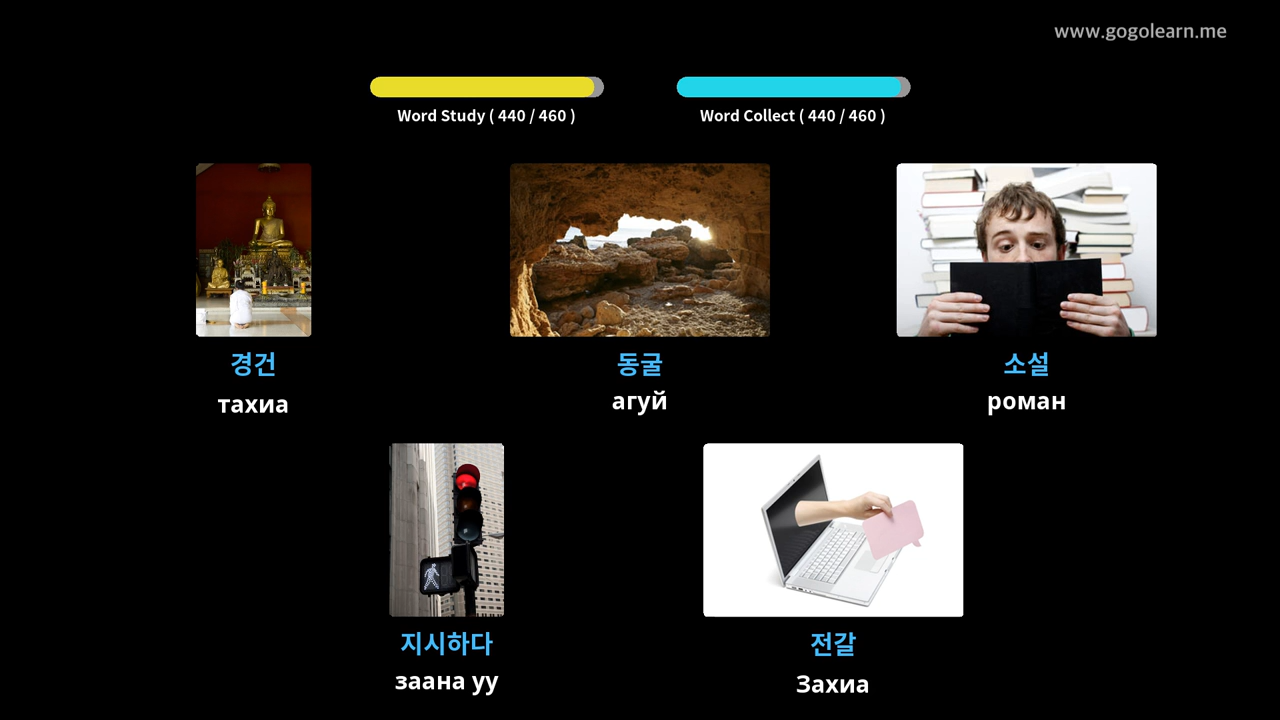 www.gogolearn.me
Word Study ( 440 / 460 )
Word Collect ( 440 / 460 )
경건
тахиа
동굴
агуй
소설
роман
지시하다
заана уу
전갈
Захиа